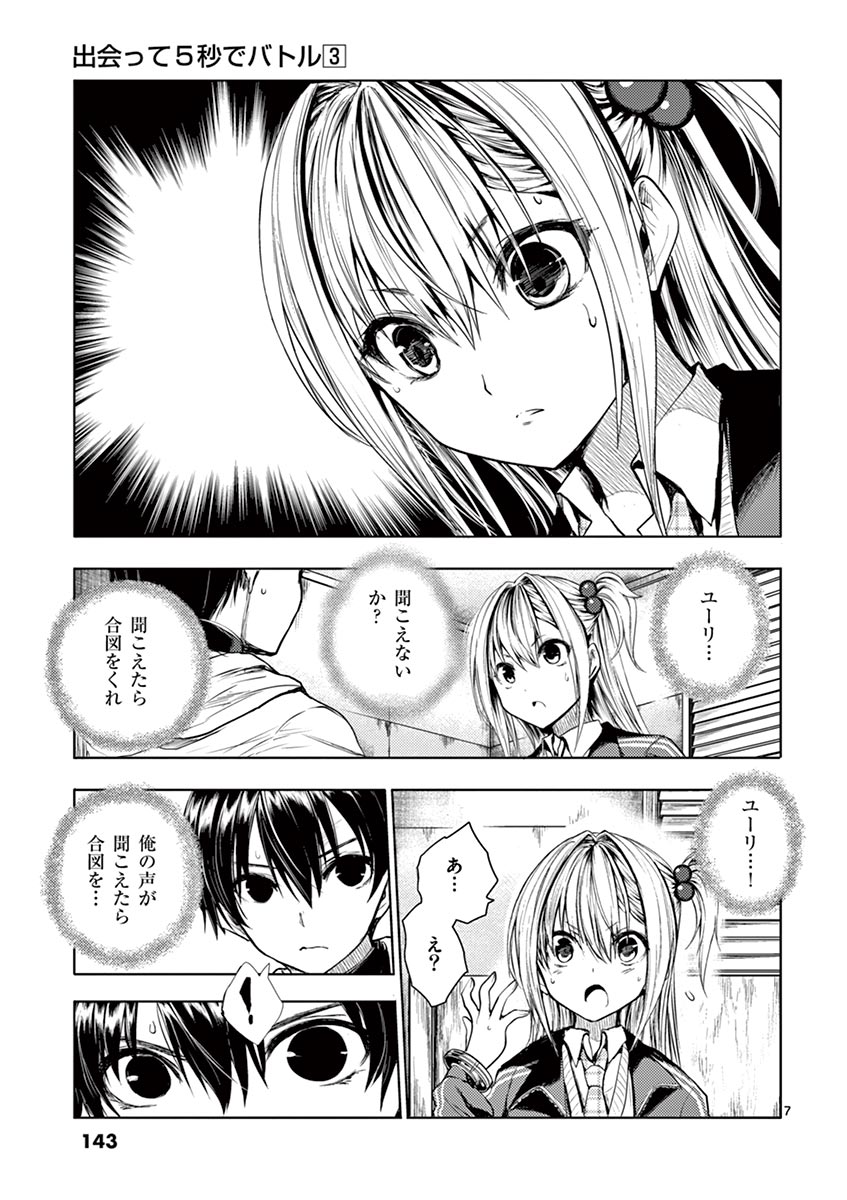 出会って5秒でバトル3
ユーリ…
聞こえない
か？
聞こえたら
合図をくれ
ユーリ…！
あ…
え？
俺の声が
聞こえたら
合図を…
！
7
143